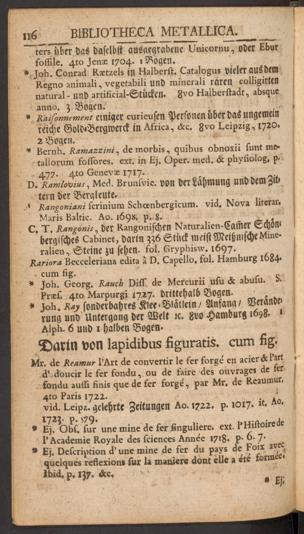 116 BIBLIOTHECA METALLICA.
ters über das daselbst ausgegrabene Unicornu, oder Ebur
fossile. 4to Jenæ 1704. 1 Bogen.
* Joh. Conrad Rætzels in Halberst. Catalogus vieler aus dem
Regno animali, vegetabili und minerali raren colligirten
natural- und artificial-Stücken. 8vo Halberstadt, absque
anno. 3 Bogen.
* Raisonnement einiger curieusen Personen über das ungemein
reiche Gold-Bergwerck in Africa, &c. 8vo Leipzig, 1720.
2 Bogen.
* Bernh. Ramazzini, de morbis, quibus obnoxii sunt me-
tallorum fossores. ext. in Ej. Oper. med. & physiolog. p.
477. 4to Genevæ 1717.
D. Ramlovius, Med. Brunsvic. von der Lähmung und dem Zit-
tern der Bergleute.
* Rangoniani scrinium Schœnbergicum. vid. Nova literar.
Maris Baltic. Ao. 1698. p. 8.
C. T. Rangonis, der Rangonischen Naturalien-Casser Schön-
bergisches Cabinet, darin 336 Stück meist Meißnische Mine-
ralien, Steine zu sehen. fol. Gryphisw. 1697.
Rariora Becceleriana edita à D. Capello, fol. Hamburg 1684.
cum fig.
* Joh. Georg. Rauch Diss. de Mercurii usu & abusu. S.
Præs. 4to Marpurgi 1727. drittehalb Bogen.
* Joh. Ray sonderbahres Klee-Blätlein / Anfang / Verände-
rung und Untergang der Welt ꝛc. 8vo Hamburg 1698. 1
Alph. 6 und 1 halben Bogen.
Darin von lapidibus figuratis. cum fig.
Mr. de Reamur l'Art de convertir le fer forgé en acier & l'art
d'adoucir le fer fondu, ou de faire des ouvrages de fer
fondu aussi finis que de fer forgé, par Mr. de Reaumur.
4to Paris 1722.
vid. Leipz. gelehrte Zeitungen Ao. 1722. p. 1017. it. Ao.
1723. p. 579.
* Ej. Obs. sur une mine de fer singuliere. ext. l'Histoire de
l'Academie Royale des sciences Année 1718. p. 6. 7.
* Ej. Description d'une mine de fer du pays de Foix avec
quelques reflexions sur la maniere dont elle a été formée.
Ibid. p. 137. &c.
* Ej.